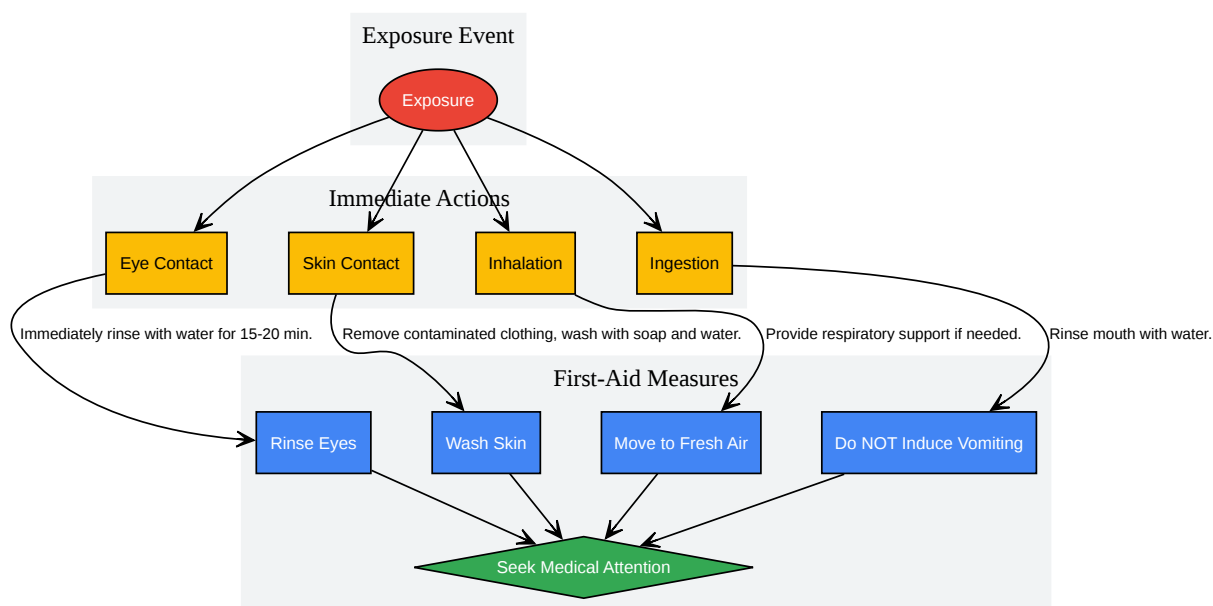 Exposure Event
Exposure
Immediate Actions
Eye Contact
Skin Contact
Inhalation
Ingestion
Immediately rinse with water for 15-20 min.
Remove contaminated clothing, wash with soap and water.
Provide respiratory support if needed.
Rinse mouth with water.
First-Aid Measures
Rinse Eyes
Wash Skin
Move to Fresh Air
Do NOT Induce Vomiting
Seek Medical Attention